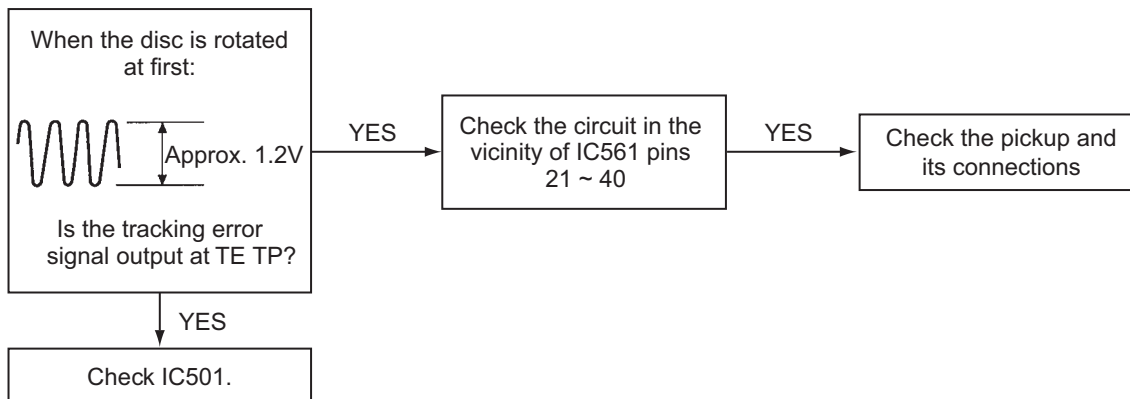 When the disc is rotated
at first:
Approx. 1.2V
Is the tracking error
signal output at TE TP?
YES
Check the circuit in the
vicinity of IC561 pins
21 ~ 40
YES
Check the pickup and
its connections
YES
Check IC501.